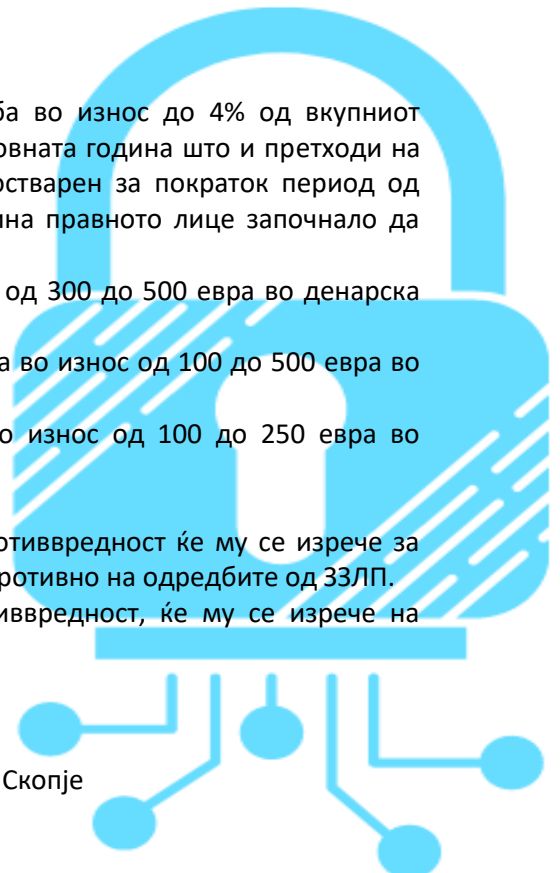 ба во износ до 4% од вкупниот
овната година што и претходи на
остварен за пократок период од
ина правното лице започнало да
од 300 до 500 евра во денарска
а во износ од 100 до 500 евра во
о износ од 100 до 250 евра во
отиввредност ќе му се изрече за
ротивно на одредбите од ЗЗЛП.
иввредност, ќе му се изрече на
Скопје